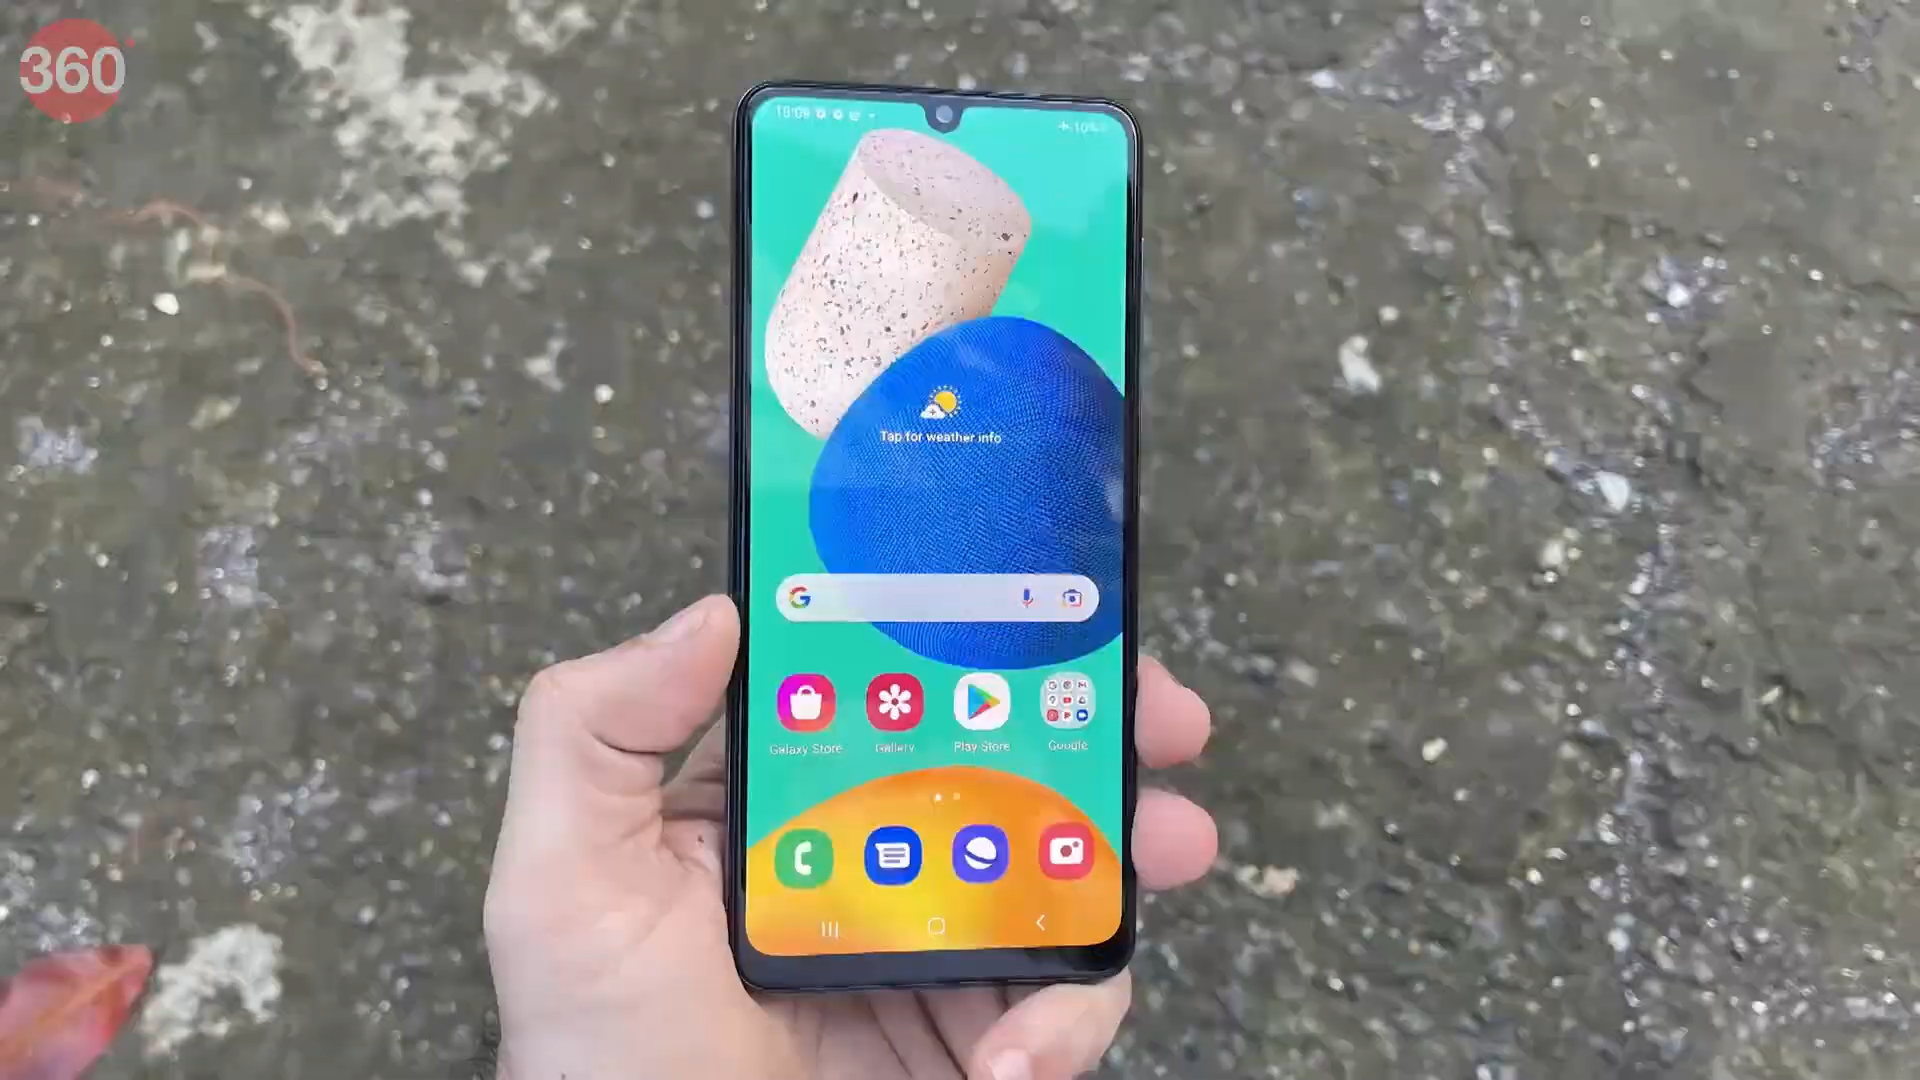 360
Tap for weather info
Galaxy Store
Gallery
Play Store
Google